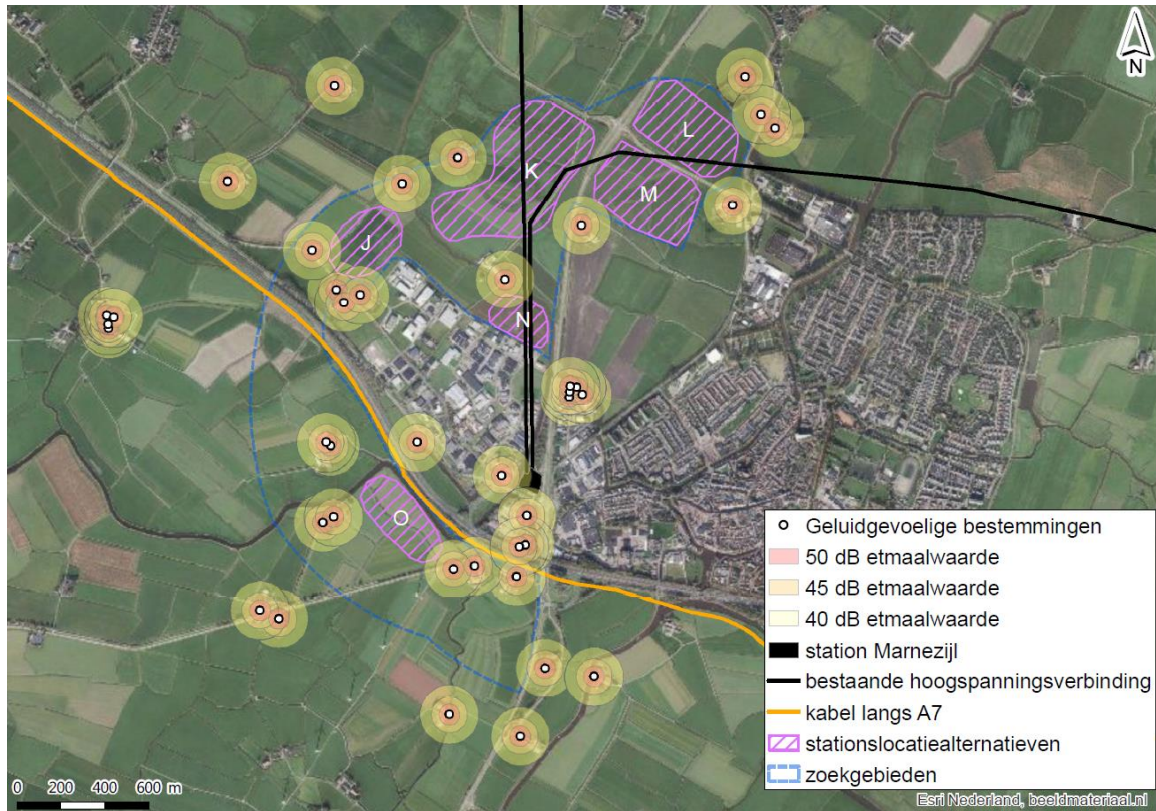 N
L
K
M
J
N
O
Geluidgevoelige bestemmingen
50 dB etmaalwaarde
45 dB etmaalwaarde
40 dB etmaalwaarde
station Marnezijl
bestaande hoogspanningsverbinding
kabel langs A7
stationslocatiealternatieven
zoekgebieden
0 200 400 600 m
Esri Nederland, beeldmateriaal.nl